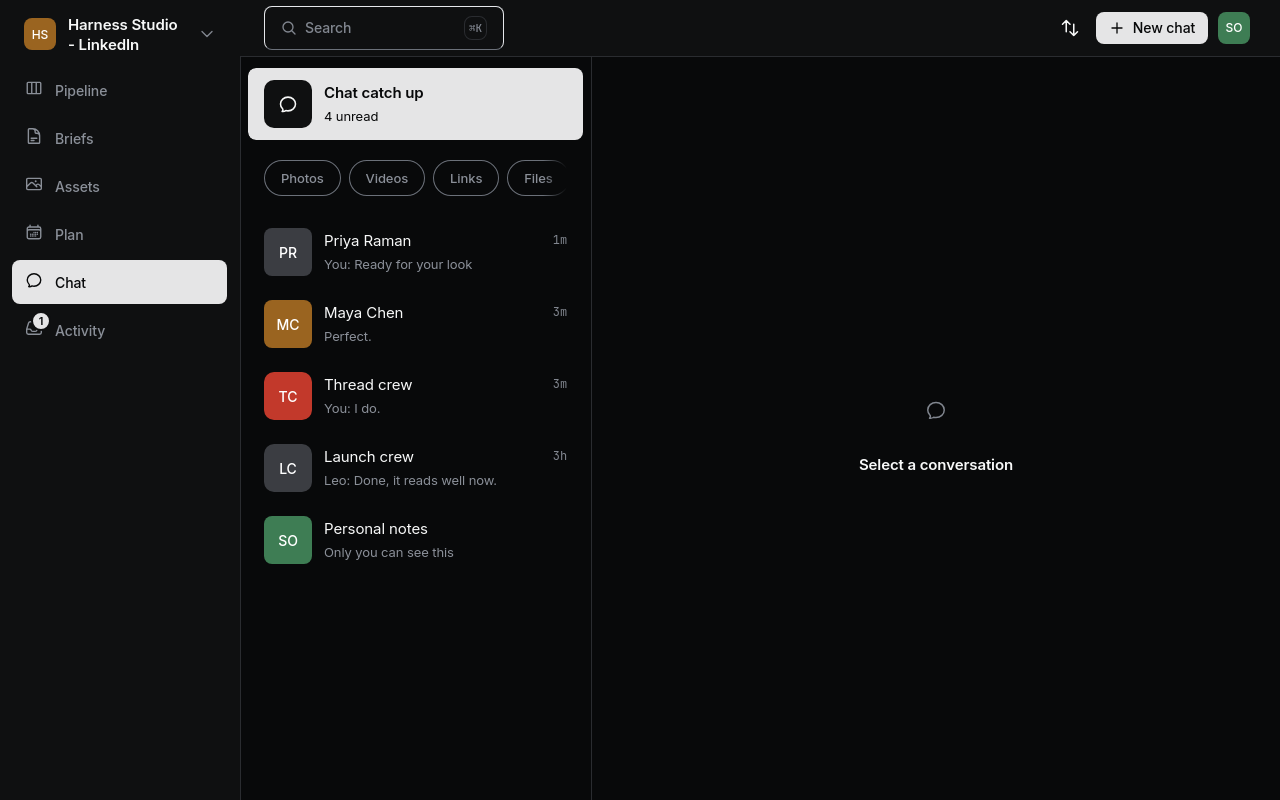 HS
Harness Studio
- LinkedIn
Search
⌘K
New chat
SO
Pipeline
Briefs
Assets
Plan
Chat
1
Activity
Chat catch up
4 unread
Photos
Videos
Links
Files
PR
Priya Raman
1m
You: Ready for your look
MC
Maya Chen
3m
Perfect.
TC
Thread crew
3m
You: I do.
LC
Launch crew
3h
Leo: Done, it reads well now.
SO
Personal notes
Only you can see this
Select a conversation